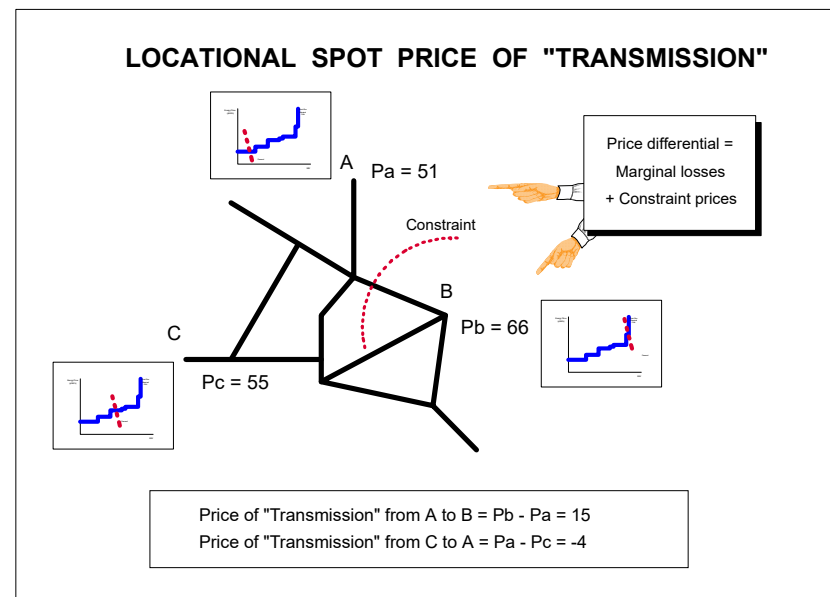 LOCATIONAL SPOT PRICE OF "TRANSMISSION"
A
Pa = 51
Price differential =
Marginal losses
+ Constraint prices
Constraint
B
Pb = 66
C
Pc = 55
Price of "Transmission" from A to B = Pb - Pa = 15
Price of "Transmission" from C to A = Pa - Pc = -4